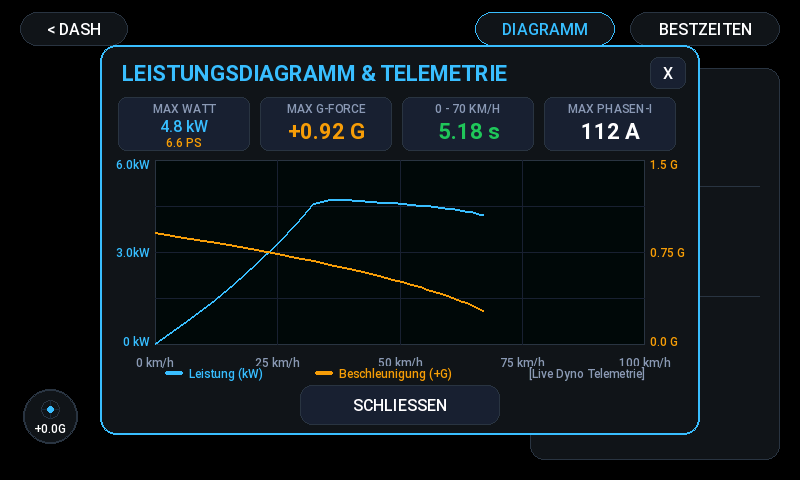 < DASH
DIAGRAMM
BESTZEITEN
LEISTUNGSDIAGRAMM & TELEMETRIE
X
MAX WATT
4.8 kW
6.6 PS
MAX G-FORCE
+0.92 G
0 - 70 KM/H
5.18 s
MAX PHASEN-I
112 A
6.0kW
1.5 G
3.0kW
0.75 G
0 kW
0.0 G
0 km/h
25 km/h
50 km/h
75 km/h
100 km/h
Leistung (kW)
Beschleunigung (+G)
[Live Dyno Telemetrie]
SCHLIESSEN
+0.0G